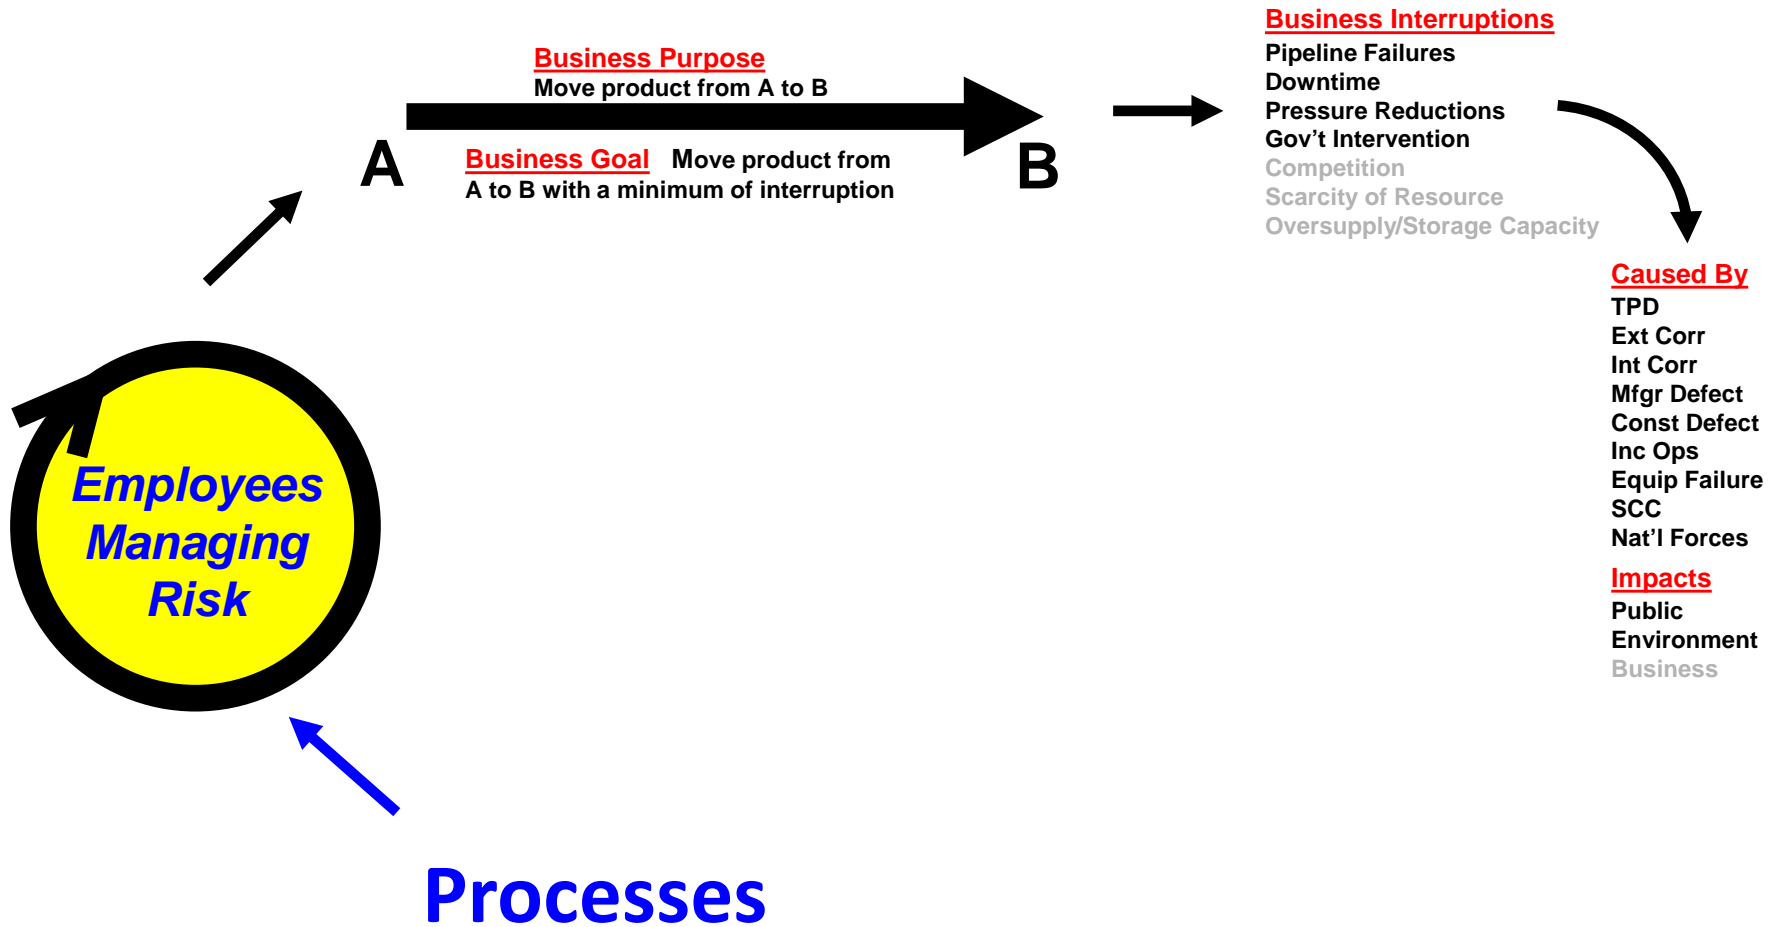 Business Purpose
Move product from A to B
A
B
Business Goal Move product from
A to B with a minimum of interruption
Business Interruptions
Pipeline Failures
Downtime
Pressure Reductions
Gov’t Intervention
Competition
Scarcity of Resource
Oversupply/Storage Capacity
Caused By
TPD
Ext Corr
Int Corr
Mfgr Defect
Const Defect
Inc Ops
Equip Failure
SCC
Nat’l Forces
Impacts
Public
Environment
Business
Employees
Managing
Risk
Processes